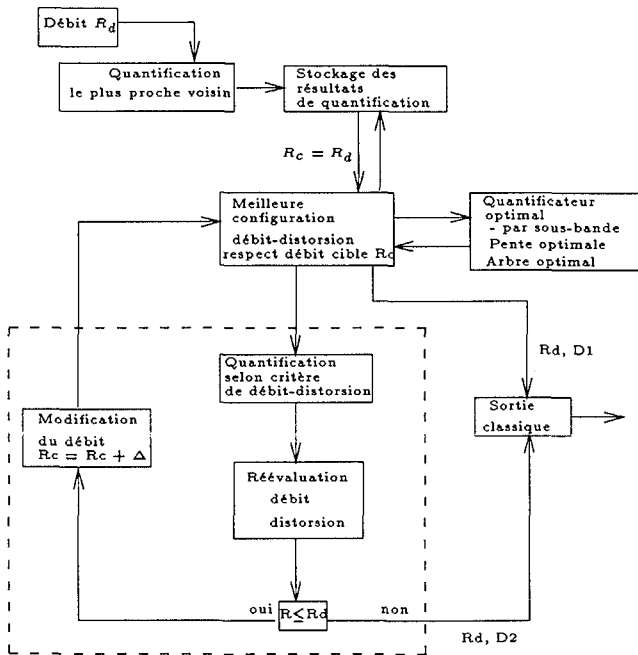 Débit R_d
Quantification
le plus proche voisin
Stockage des
résultats
de quantification
R_c = R_d
Meilleure
configuration
débit-distorsion
respect débit cible Rc
Quantificateur
optimal
- par sous-bande
Pente optimale
Arbre optimal
Rd, D1
Quantification
selon critère
de débit-distorsion
Modification
du débit
Rc = Rc + Δ
Sortie
classique
Réévaluation
débit
distorsion
oui
R≤Rd
non
Rd, D2